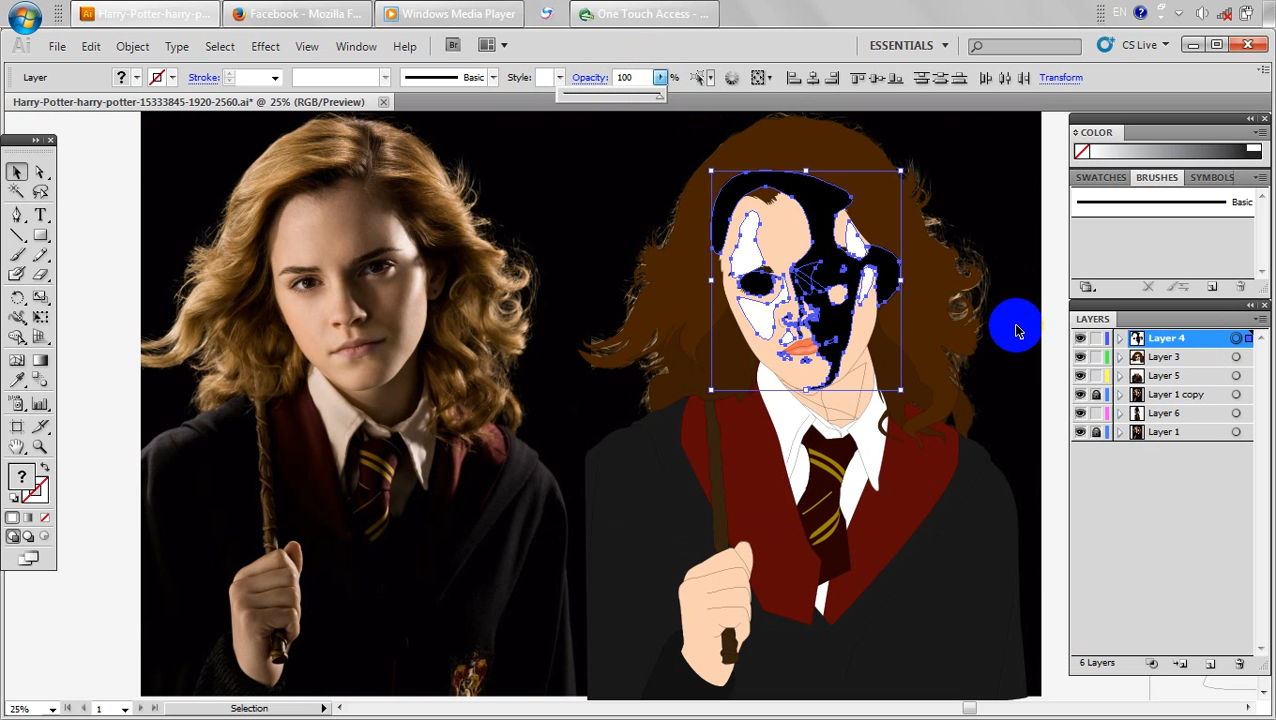 Harry-Potter-harry-p...
Facebook - Mozilla F...
Windows Media Player
One Touch Access - ...
EN
Ai
File Edit Object Type Select Effect View Window Help
Br
ESSENTIALS
CS Live
Layer
?
Stroke:
Basic
Style:
Opacity: 100 %
Transform
Harry-Potter-harry-potter-15333845-1920-2560.ai* @ 25% (RGB/Preview)
COLOR
SWATCHES BRUSHES SYMBOLS
Basic
LAYERS
Layer 4
Layer 3
Layer 5
Layer 1 copy
Layer 6
Layer 1
6 Layers
T
?
25%
1
Selection